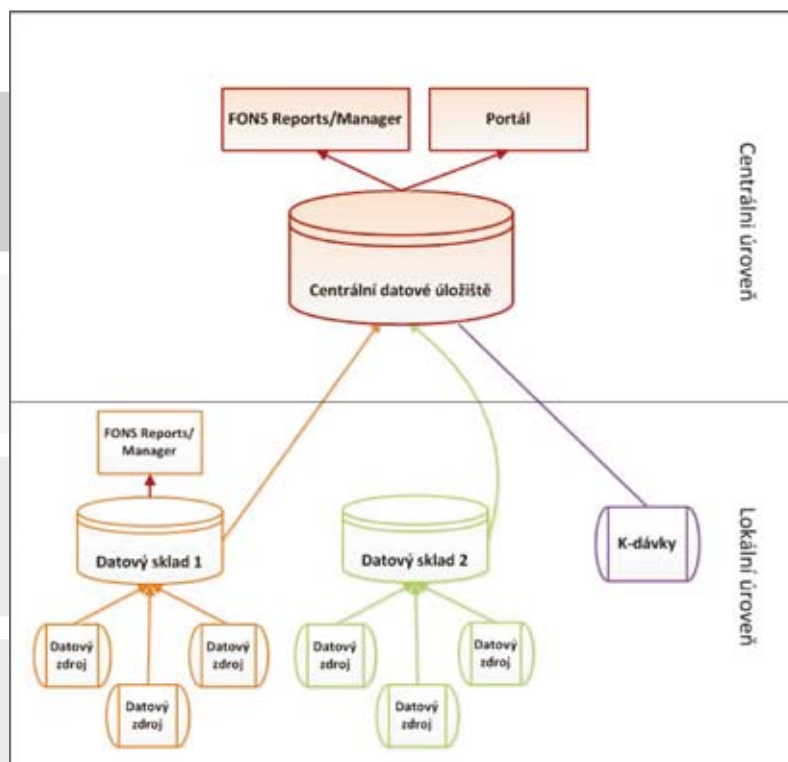 FONS Reports/Manager
Portál
Centrální datové úložiště
Centrální úroveň
FONS Reports/
Manager
Datový sklad 1
Datový sklad 2
K-dávky
Lokální úroveň
Datový
zdroj
Datový
zdroj
Datový
zdroj
Datový
zdroj
Datový
zdroj
Datový
zdroj